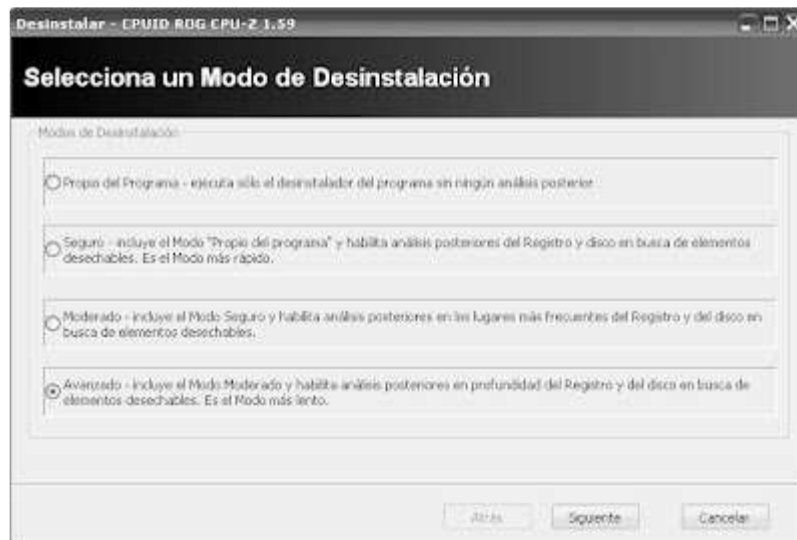 Desinstalar - CPUID ROG CPU-Z 1.59
Selecciona un Modo de Desinstalación
Modos de Desinstalación
Propio del Programa - ejecuta sólo el desinstalador del programa sin ningún análisis posterior
Seguro - incluye el Modo "Propio del programa" y habilita análisis posteriores del Registro y disco en busca de elementos
desechables. Es el Modo más rápido.
Moderado - incluye el Modo Seguro y habilita análisis posteriores en los lugares más frecuentes del Registro y del disco en
busca de elementos desechables.
Avanzado - incluye el Modo Moderado y habilita análisis posteriores en profundidad del Registro y del disco en busca de
elementos desechables. Es el Modo más lento.
Atrás
Siguiente
Cancelar